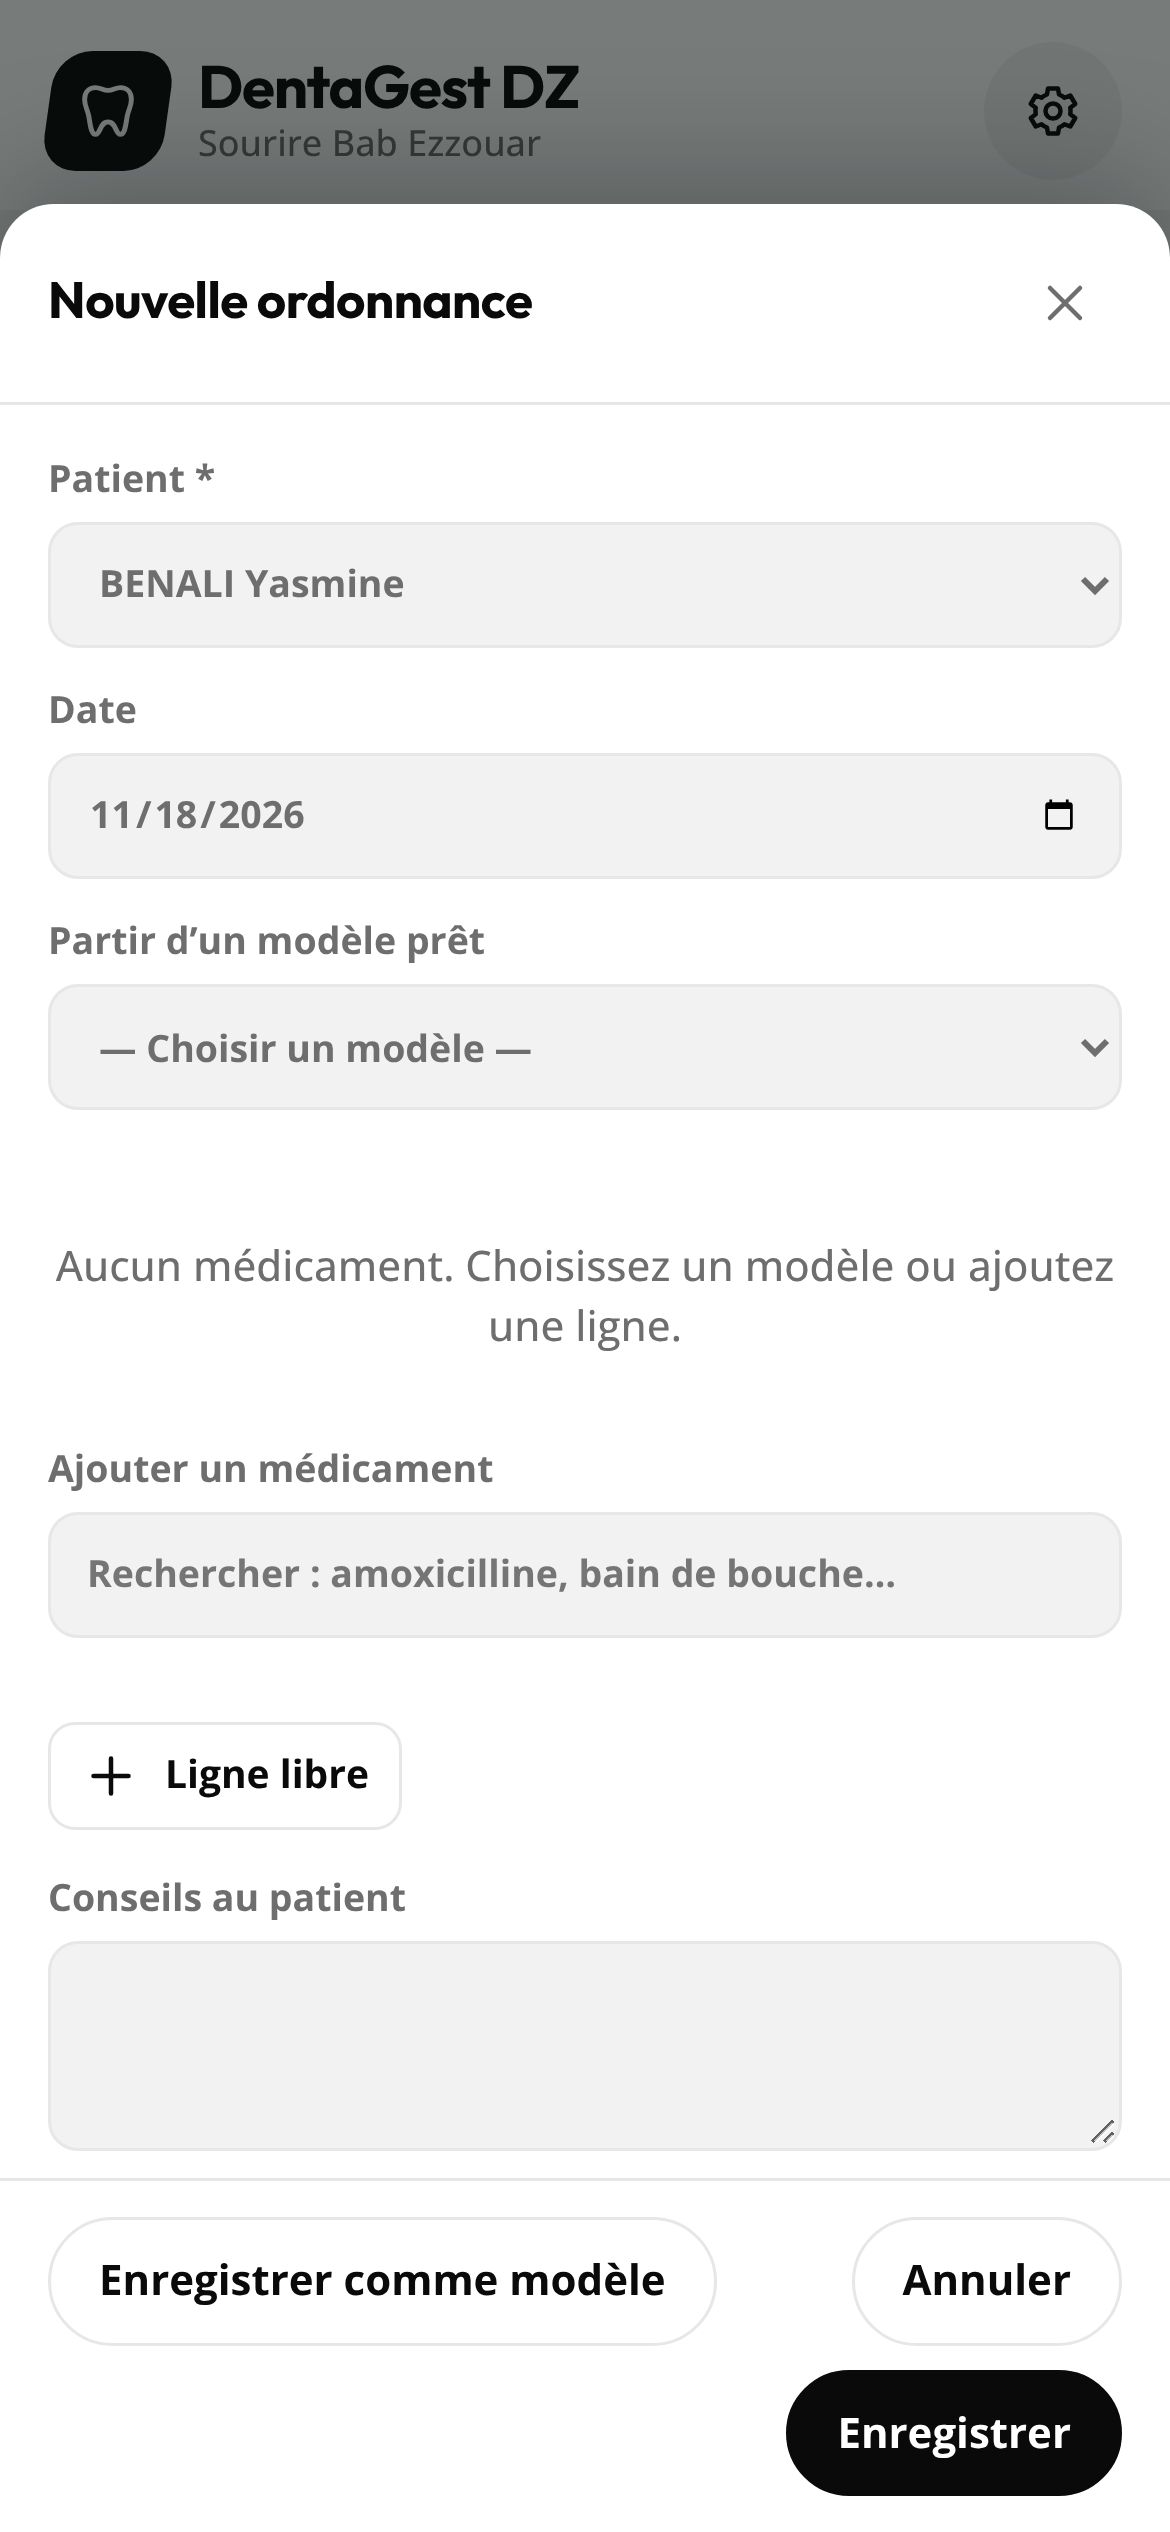 DentaGest DZ
Sourire Bab Ezzouar
Nouvelle ordonnance
Patient *
BENALI Yasmine
Date
11/18/2026
Partir d’un modèle prêt
— Choisir un modèle —
Aucun médicament. Choisissez un modèle ou ajoutez
une ligne.
Ajouter un médicament
Rechercher : amoxicilline, bain de bouche…
Ligne libre
Conseils au patient
Enregistrer comme modèle
Annuler
Enregistrer